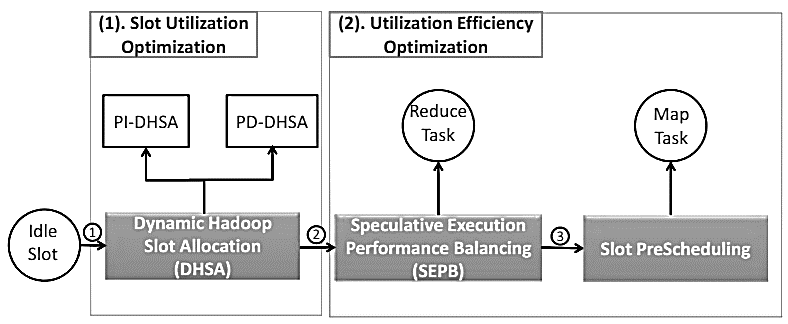 (1). Slot Utilization
Optimization
(2). Utilization Efficiency
Optimization
PI-DHSA
PD-DHSA
Reduce
Task
Map
Task
Idle
Slot
1
Dynamic Hadoop
Slot Allocation
(DHSA)
2
Speculative Execution
Performance Balancing
(SEPB)
3
Slot PreScheduling